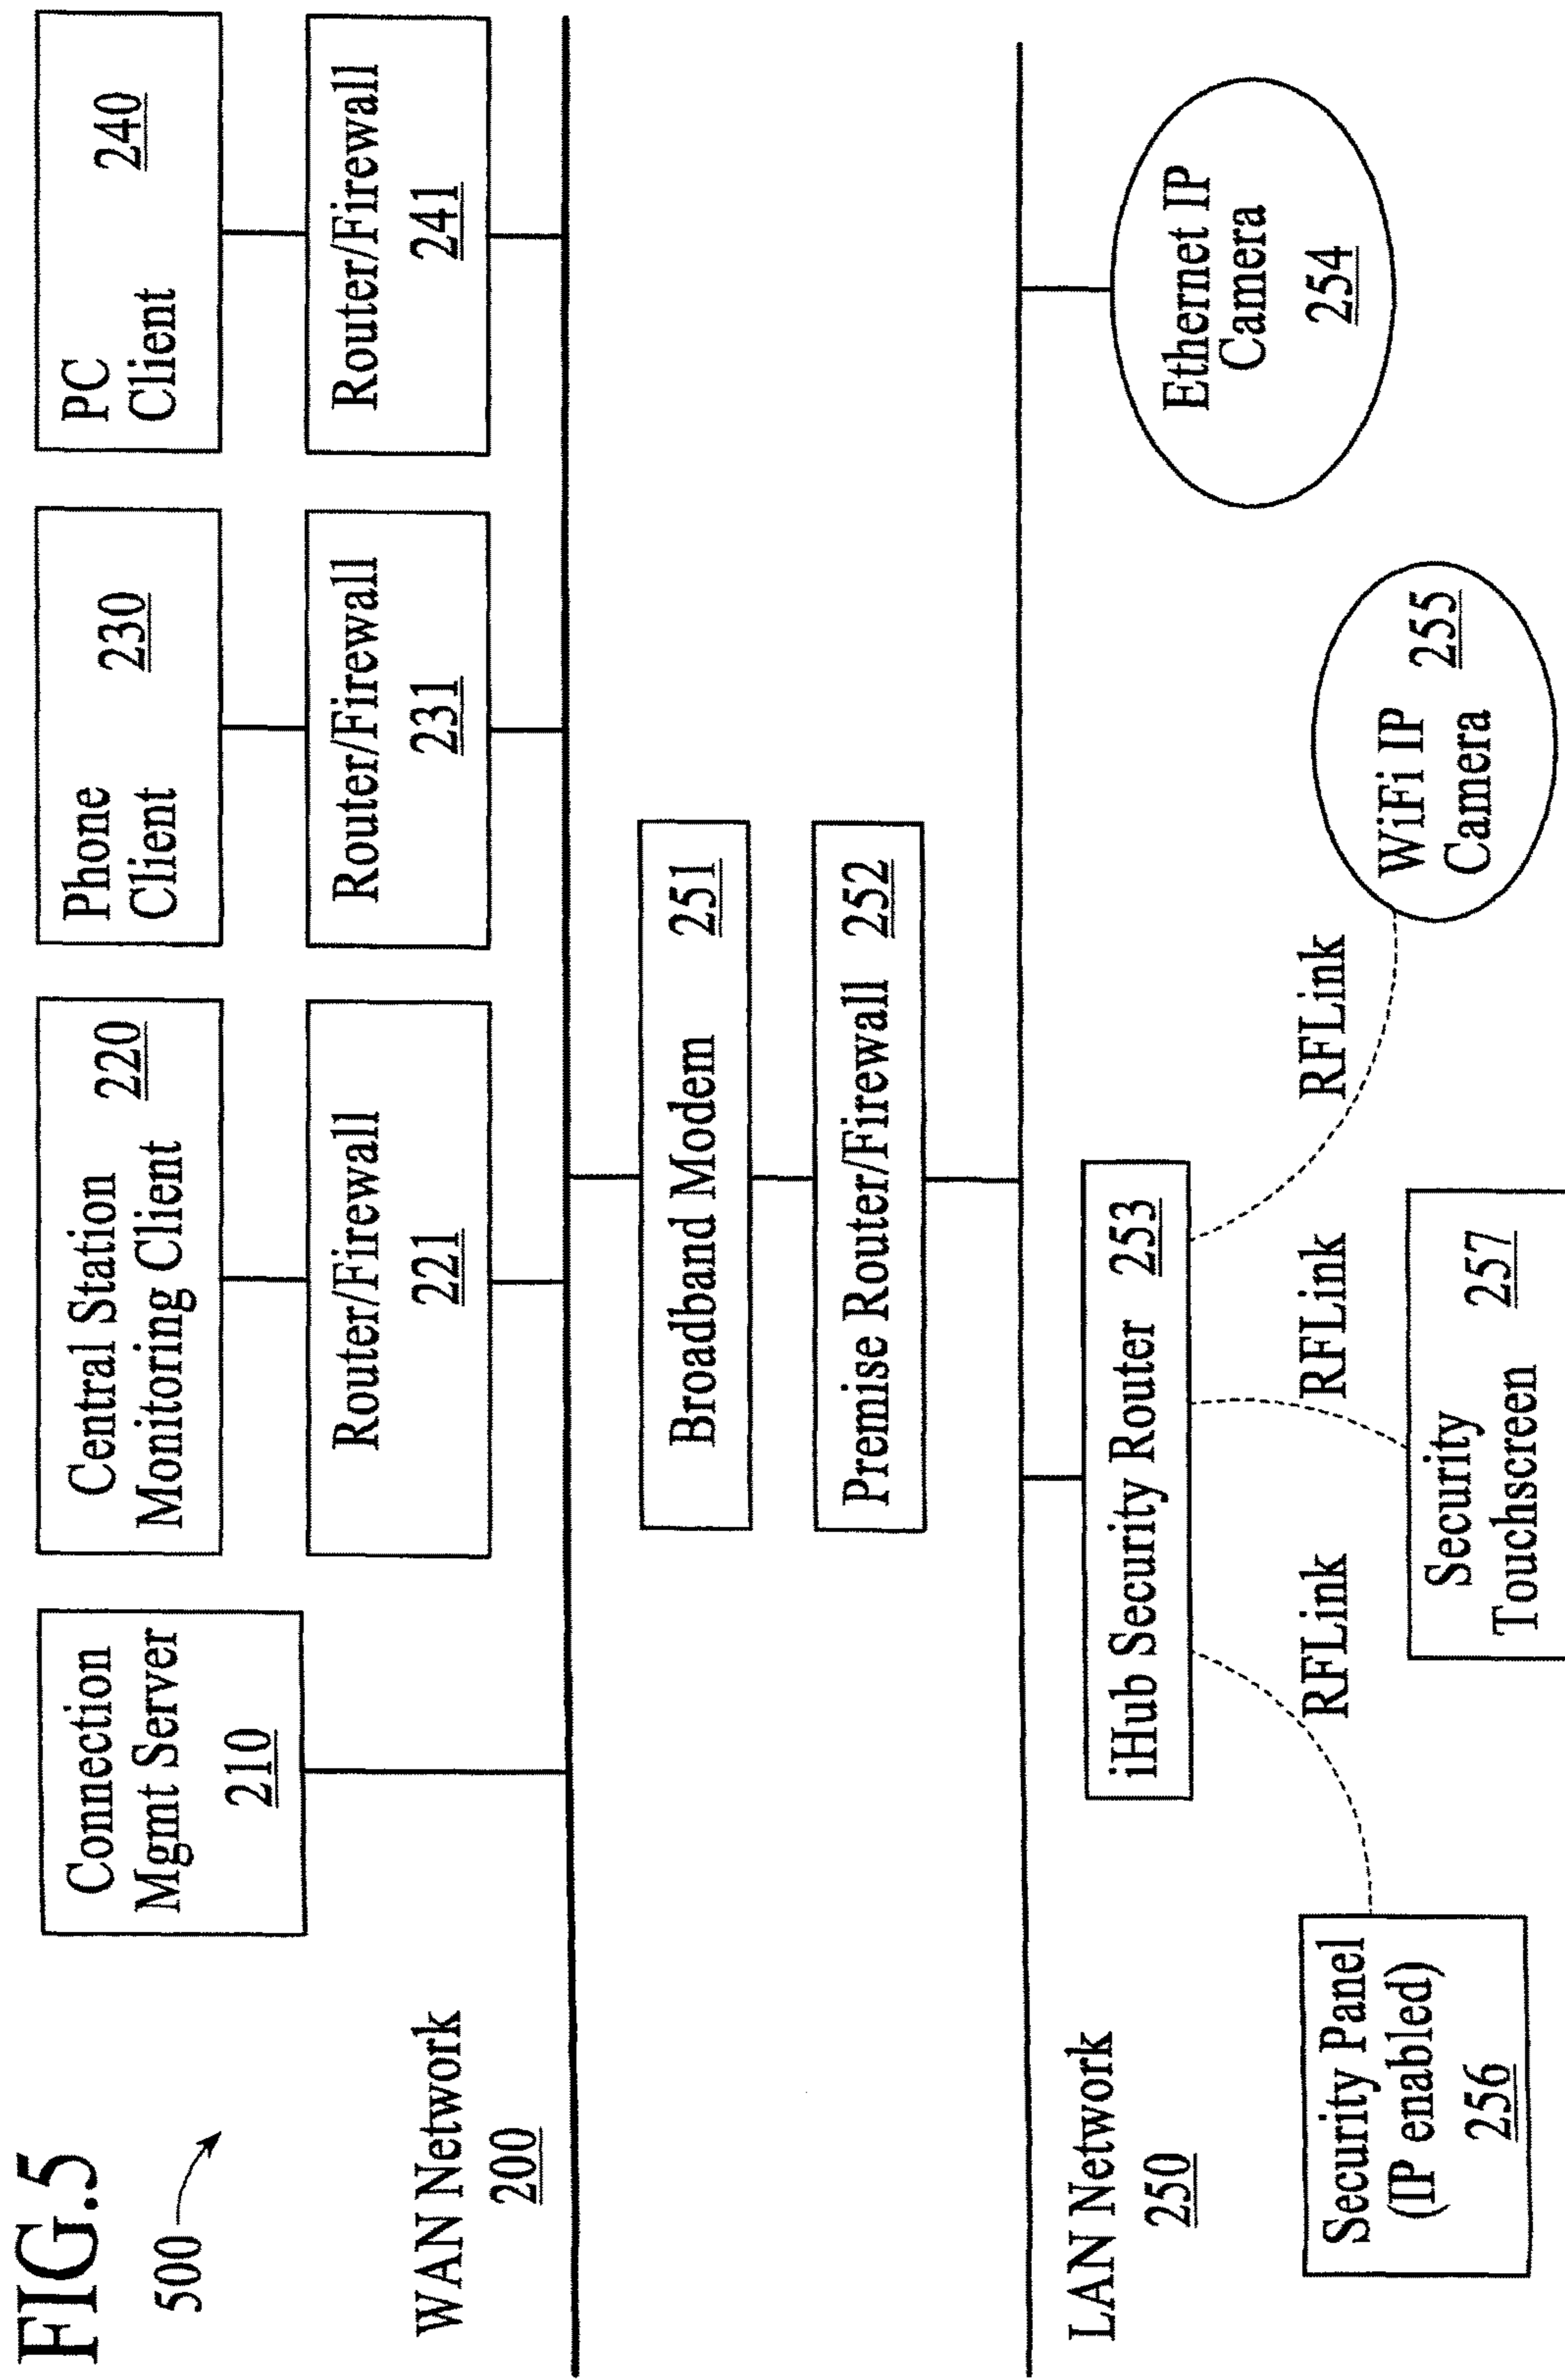 FIG.5
500
Connection
Mgmt Server
210
Central Station
Monitoring Client
220
Phone
Client
230
PC
Client
240
Router/Firewall
221
Router/Firewall
231
Router/Firewall
241
WAN Network
200
Broadband Modem 251
Premise Router/Firewall 252
LAN Network
250
iHub Security Router 253
RFLink
RFLink
RFLink
Security Panel
(IP enabled)
256
Security
Touchscreen
257
WiFi IP
Camera
255
Ethernet IP
Camera
254